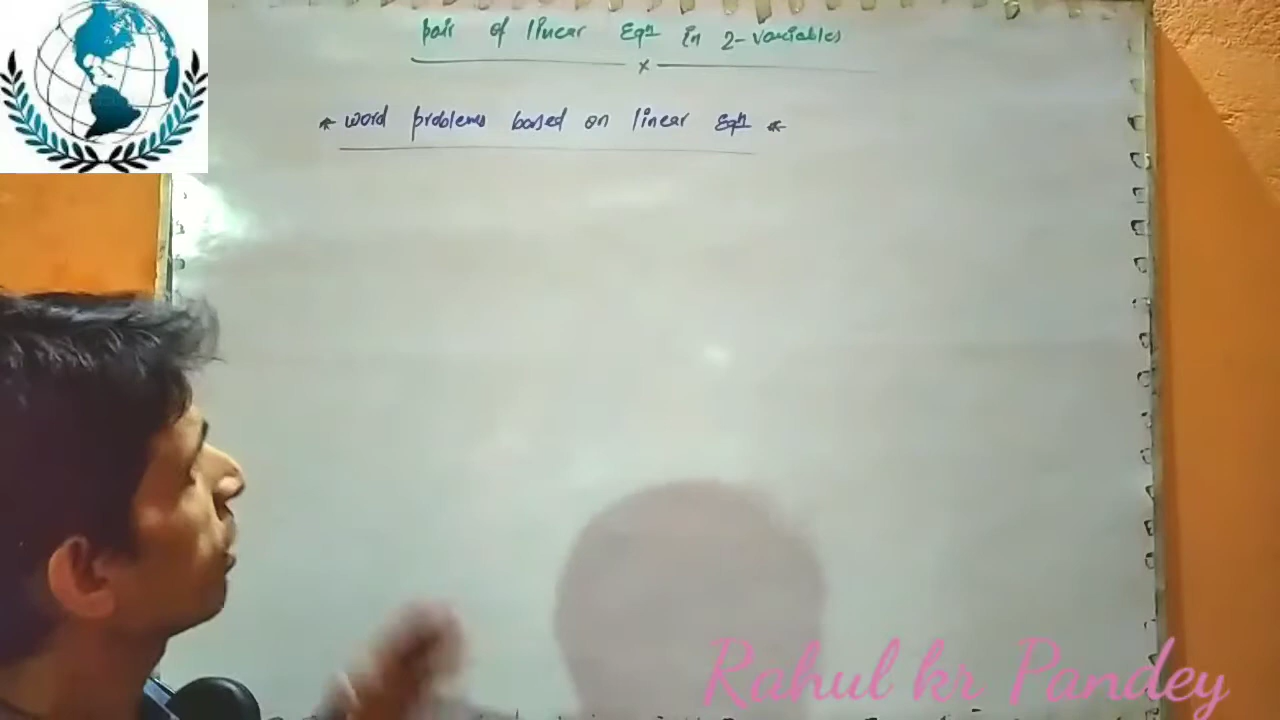 pair of linear Eqn in 2-variables
x
* word problems based on linear Eqn *
Rahul kr Pandey